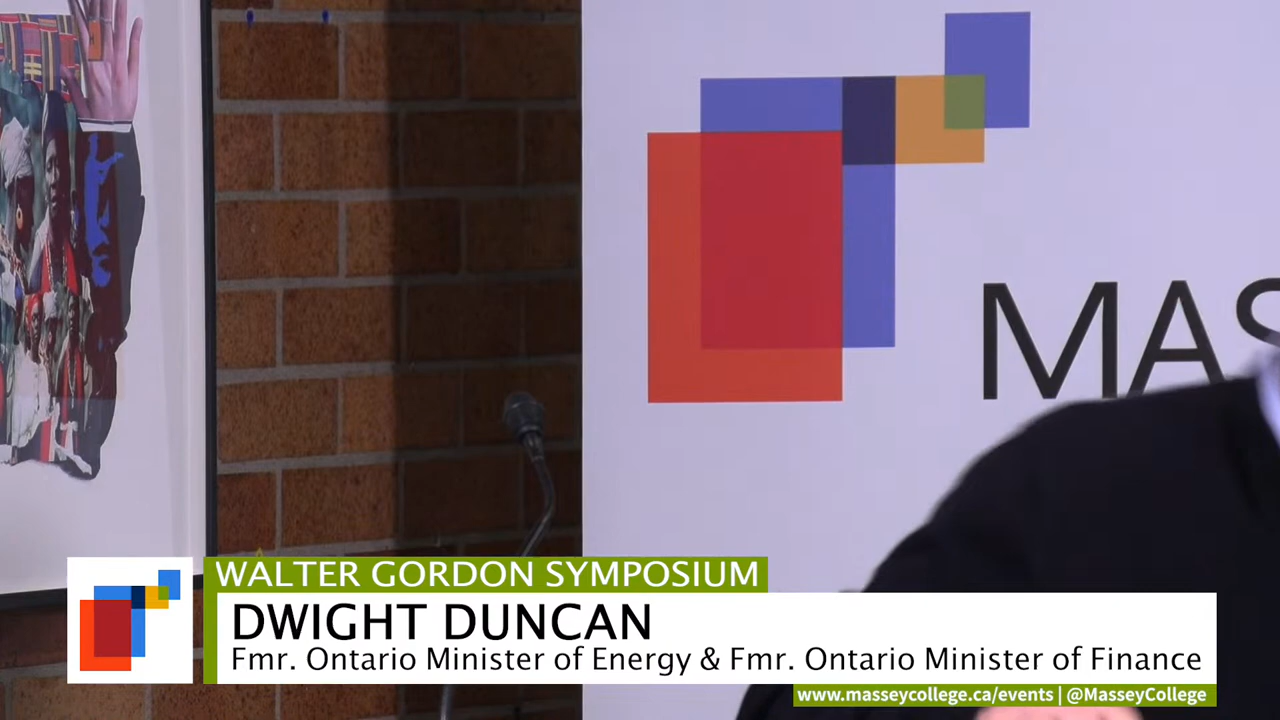 MAS
WALTER GORDON SYMPOSIUM
DWIGHT DUNCAN
Fmr. Ontario Minister of Energy & Fmr. Ontario Minister of Finance
www.masseycollege.ca/events | @MasseyCollege